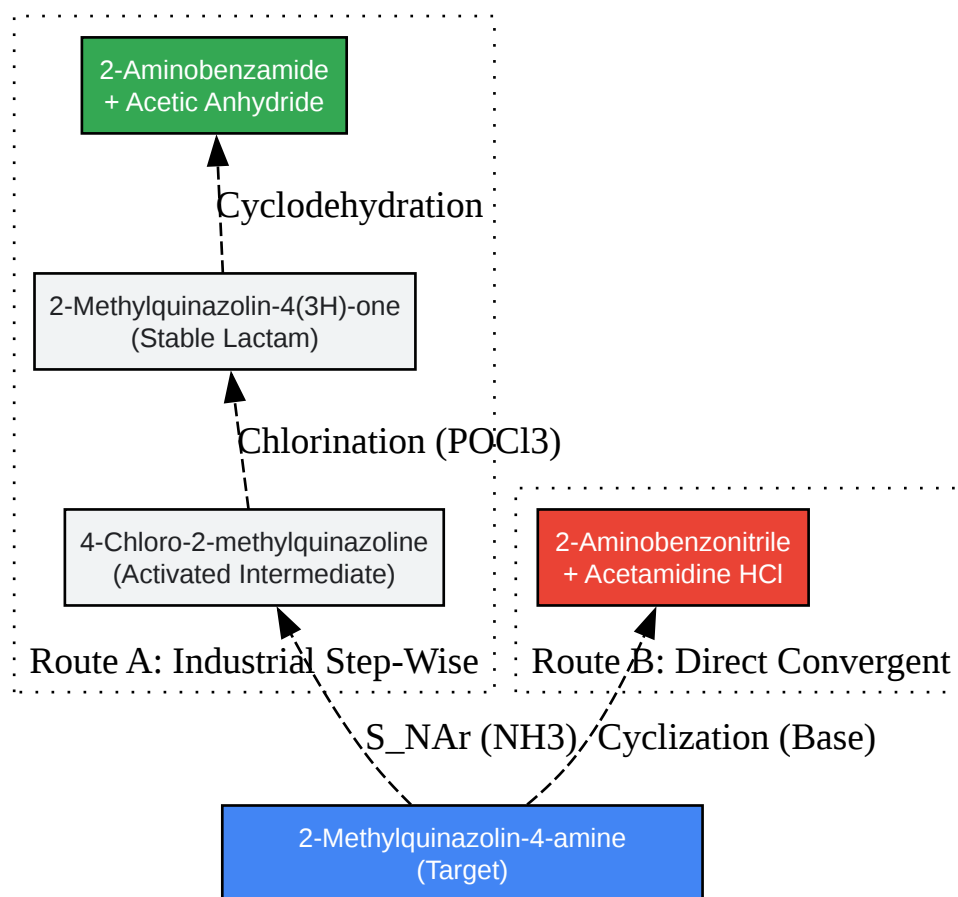 2-Aminobenzamide
+ Acetic Anhydride
Cyclodehydration
2-Methylquinazolin-4(3H)-one
(Stable Lactam)
Chlorination (POCl3)
4-Chloro-2-methylquinazoline
(Activated Intermediate)
2-Aminobenzonitrile
+ Acetamidine HCl
Route A: Industrial Step-Wise
Route B: Direct Convergent
S_NAr (NH3)
Cyclization (Base)
2-Methylquinazolin-4-amine
(Target)